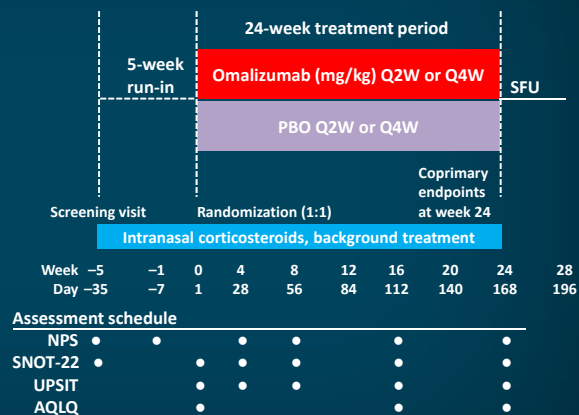 24-week treatment period
5-week
run-in
Omalizumab (mg/kg) Q2W or Q4W
SFU
PBO Q2W or Q4W
Coprimary
endpoints
at week 24
Screening visit
Randomization (1:1)
Intranasal corticosteroids, background treatment
Week –5 –1 0 4 8 12 16 20 24 28
Day –35 –7 1 28 56 84 112 140 168 196
Assessment schedule
NPS ● ● ● ● ● ●
SNOT-22 ● ● ● ● ● ●
UPSIT ● ● ● ● ●
AQLQ ● ● ●